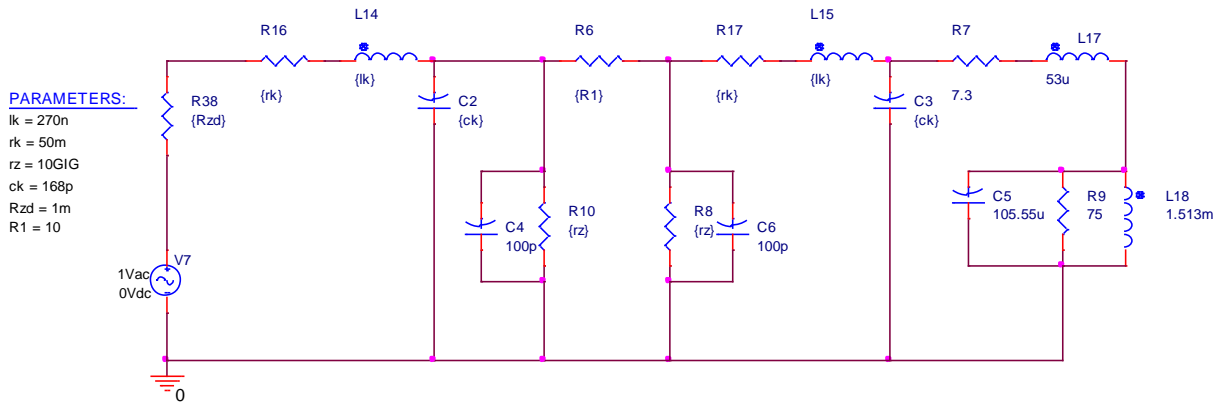 R16
L14
R6
R17
L15
R7
L17
{rk}
{lk}
{R1}
{rk}
{lk}
7.3
53u
R38
{Rzd}
C2
{ck}
C3
{ck}
PARAMETERS:
lk = 270n
rk = 50m
rz = 10GIG
ck = 168p
Rzd = 1m
R1 = 10
C4
100p
R10
{rz}
R8
{rz}
C6
100p
C5
105.55u
R9
75
L18
1.513m
V7
1Vac
0Vdc
0